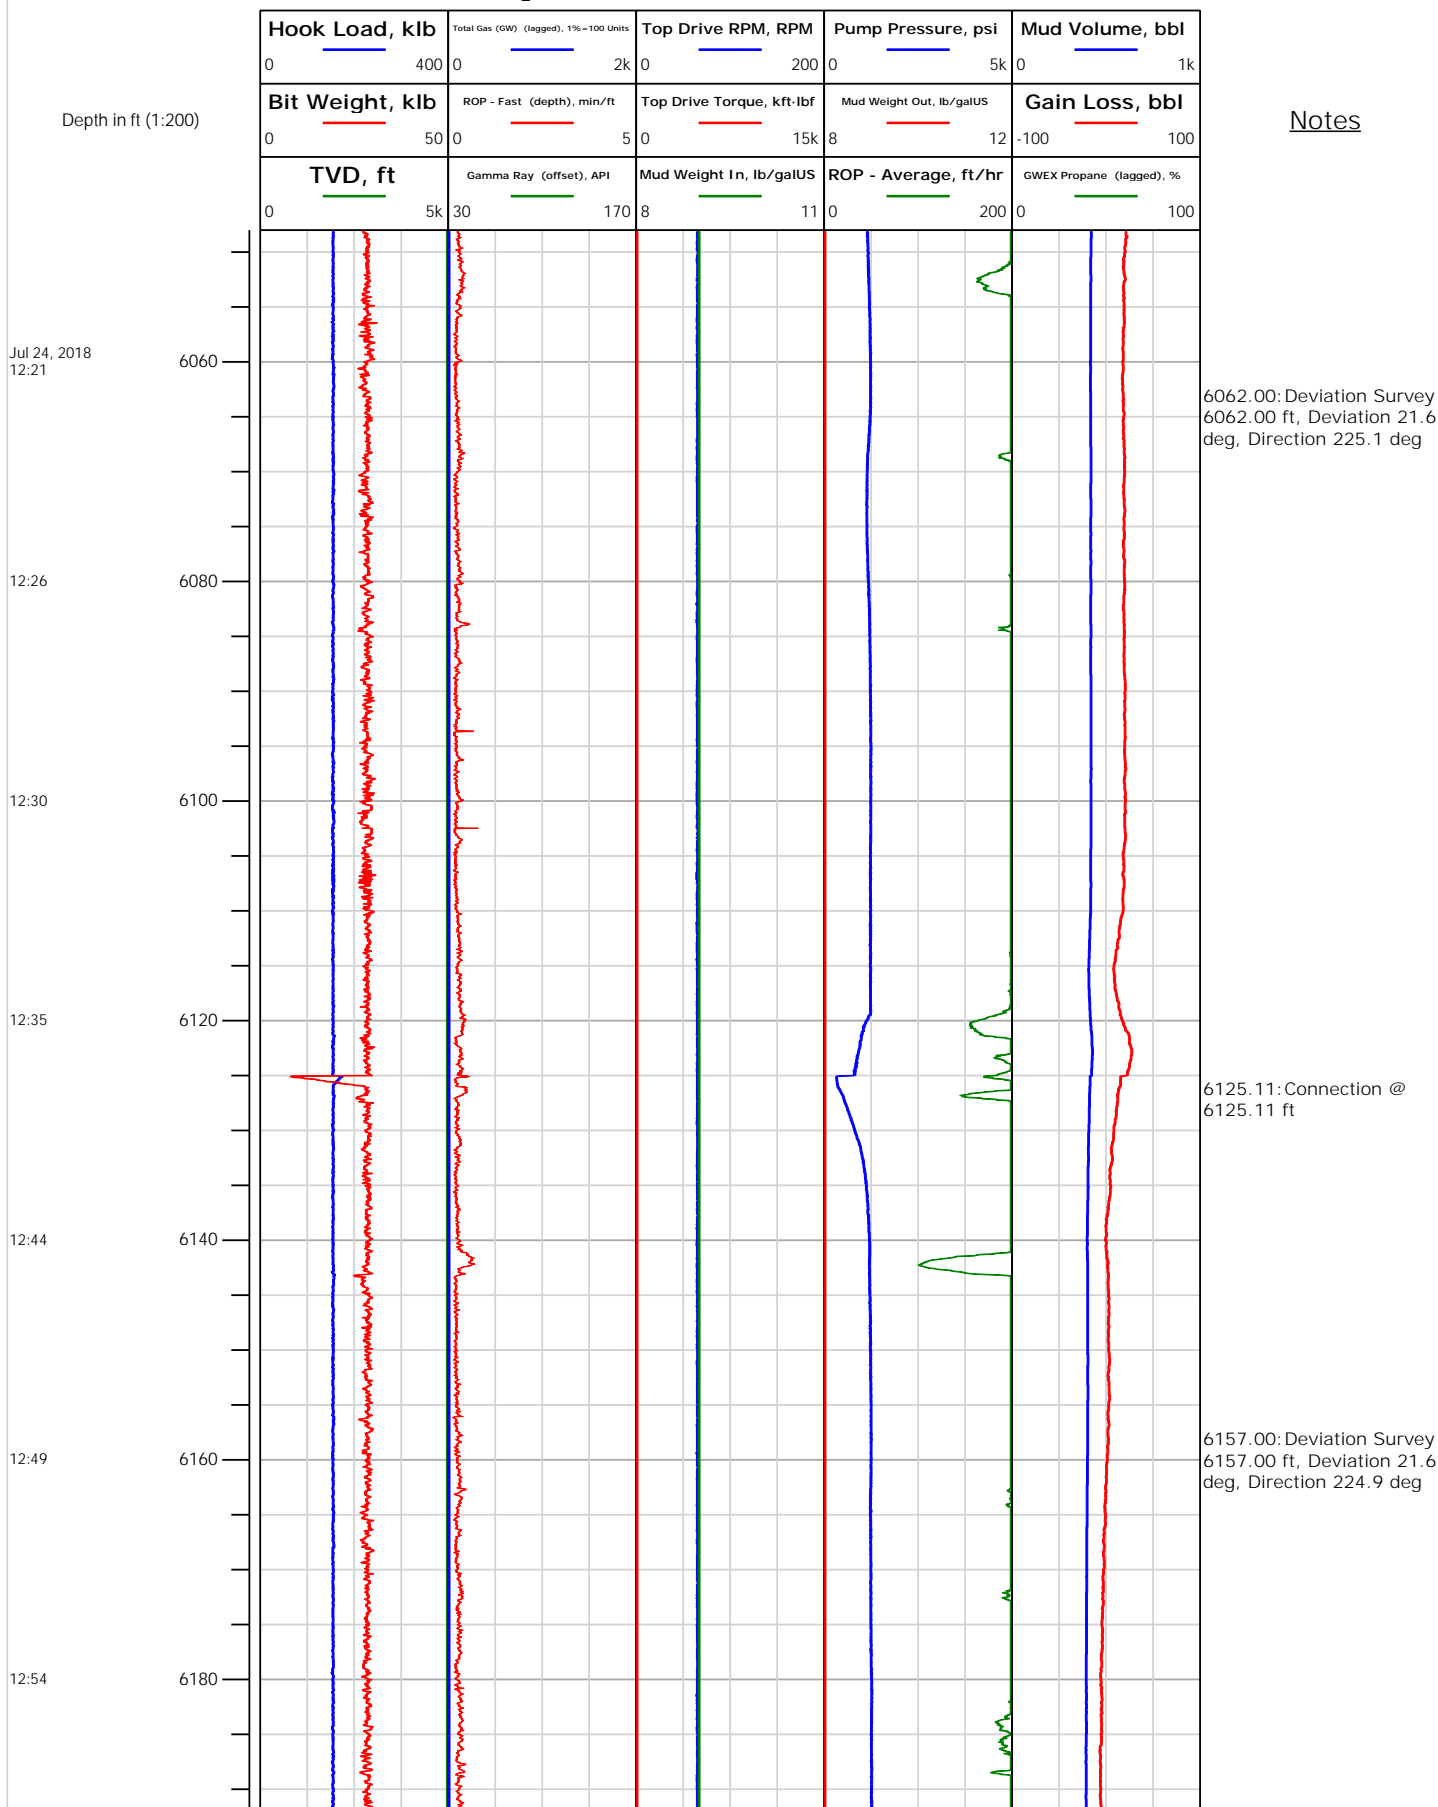 Hook Load, klb
0 400
Total Gas (GW) (lagged), 1%=100 Units
0 2k
Top Drive RPM, RPM
0 200
Pump Pressure, psi
0 5k
Mud Volume, bbl
0 1k
Depth in ft (1:200)
Bit Weight, klb
0 50
ROP - Fast (depth), min/ft
0 5
Top Drive Torque, kft·lbf
0 15k
Mud Weight Out, lb/galUS
8 12
Gain Loss, bbl
-100 100
Notes
TVD, ft
0 5k
Gamma Ray (offset), API
30 170
Mud Weight In, lb/galUS
8 11
ROP - Average, ft/hr
0 200
GWEX Propane (lagged), %
0 100
Jul 24, 2018
12:21
6060
6062.00: Deviation Survey
6062.00 ft, Deviation 21.6
deg, Direction 225.1 deg
12:26
6080
12:30
6100
12:35
6120
6125.11: Connection @
6125.11 ft
12:44
6140
12:49
6160
6157.00: Deviation Survey
6157.00 ft, Deviation 21.6
deg, Direction 224.9 deg
12:54
6180